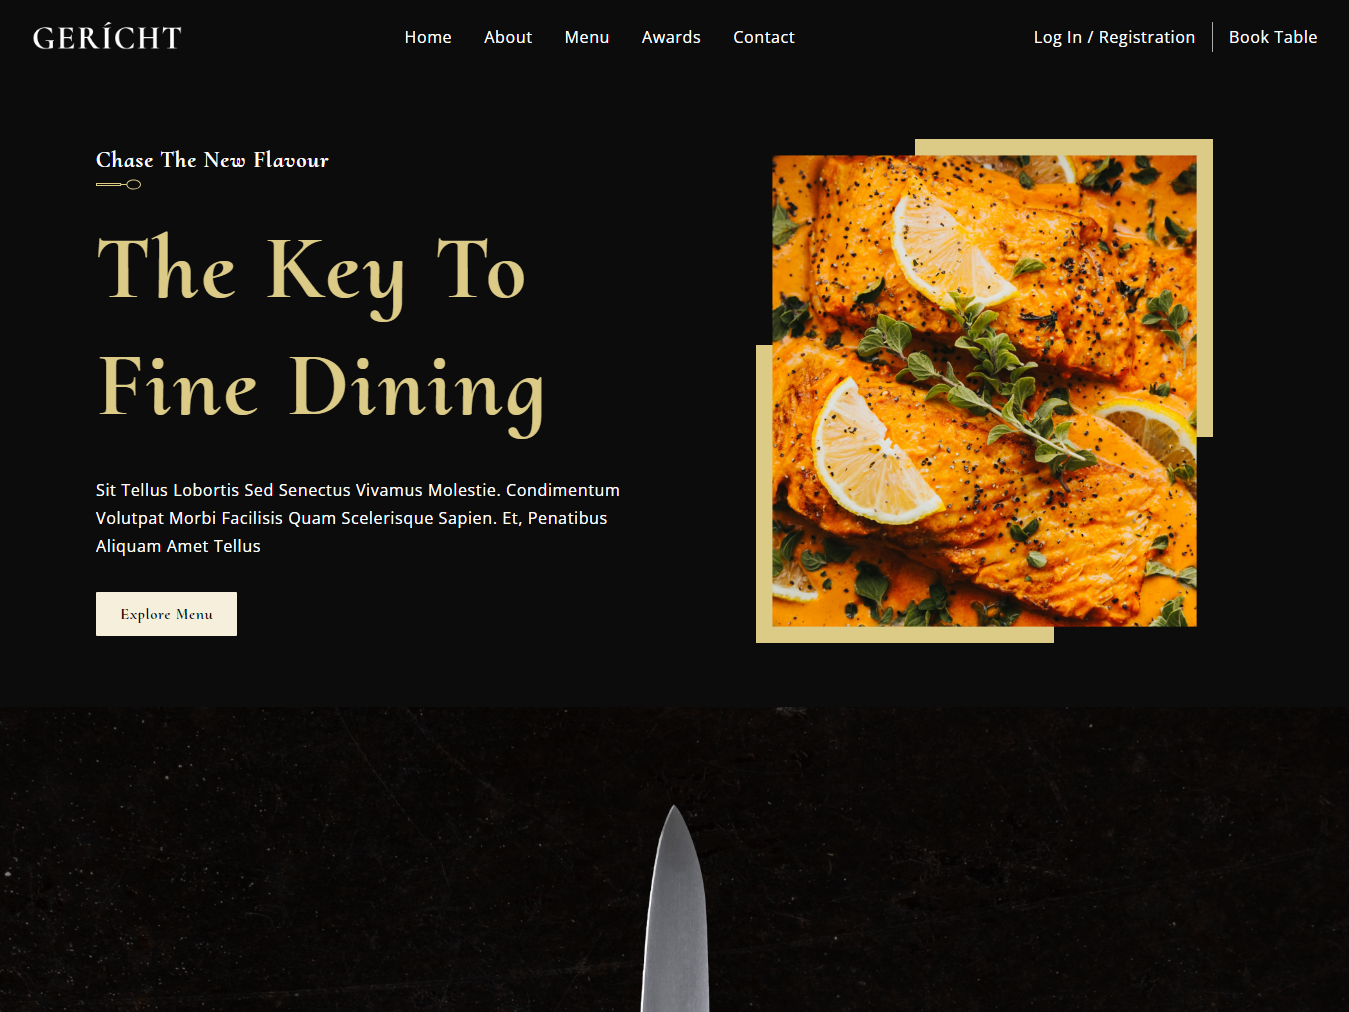 GERÍCHT
Home About Menu Awards Contact
Log In / Registration Book Table
Chase The New Flavour
The Key To
Fine Dining
Sit Tellus Lobortis Sed Senectus Vivamus Molestie. Condimentum
Volutpat Morbi Facilisis Quam Scelerisque Sapien. Et, Penatibus
Aliquam Amet Tellus
Explore Menu